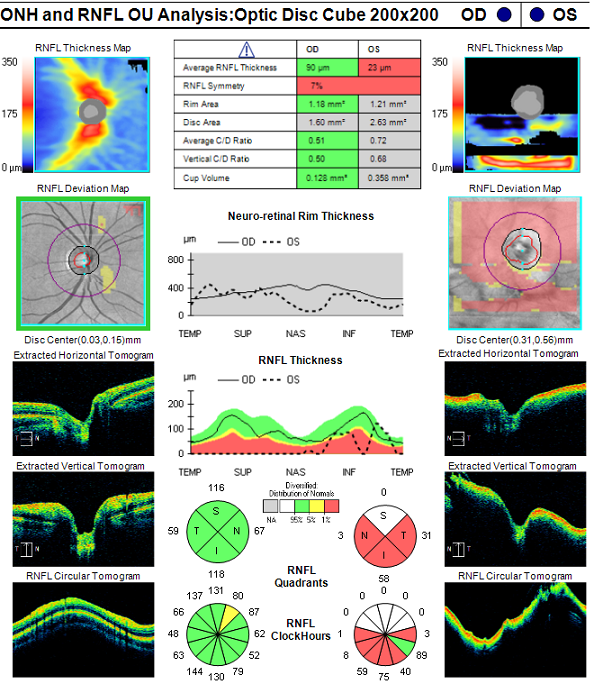 ONH and RNFL OU Analysis:Optic Disc Cube 200x200 OD OS
RNFL Thickness Map
350
175
0 µm
OD OS
Average RNFL Thickness 90 µm 23 µm
RNFL Symmetry 7%
Rim Area 1.18 mm² 1.21 mm²
Disc Area 1.60 mm² 2.63 mm²
Average C/D Ratio 0.51 0.72
Vertical C/D Ratio 0.50 0.68
Cup Volume 0.128 mm³ 0.358 mm³
RNFL Thickness Map
350
175
0 µm
RNFL Deviation Map
Disc Center(0.03,0.15)mm
Neuro-retinal Rim Thickness
µm OD OS
800
400
0
TEMP SUP NAS INF TEMP
RNFL Deviation Map
Disc Center(0.31,0.56)mm
Extracted Horizontal Tomogram
T N
RNFL Thickness
µm OD OS
200
100
0
TEMP SUP NAS INF TEMP
Extracted Horizontal Tomogram
N T
Extracted Vertical Tomogram
T N
116
S
59 T N 67
I
118
Diversified:
Distribution of Normals
NA 95% 5% 1%
RNFL
Quadrants
0
S
3 N T 31
I
58
Extracted Vertical Tomogram
N T
RNFL Circular Tomogram
131
137 80
66 87
48 62
63 52
144 79
130
RNFL
ClockHours
0
0 0
0 0
1 3
8 89
59 40
75
RNFL Circular Tomogram